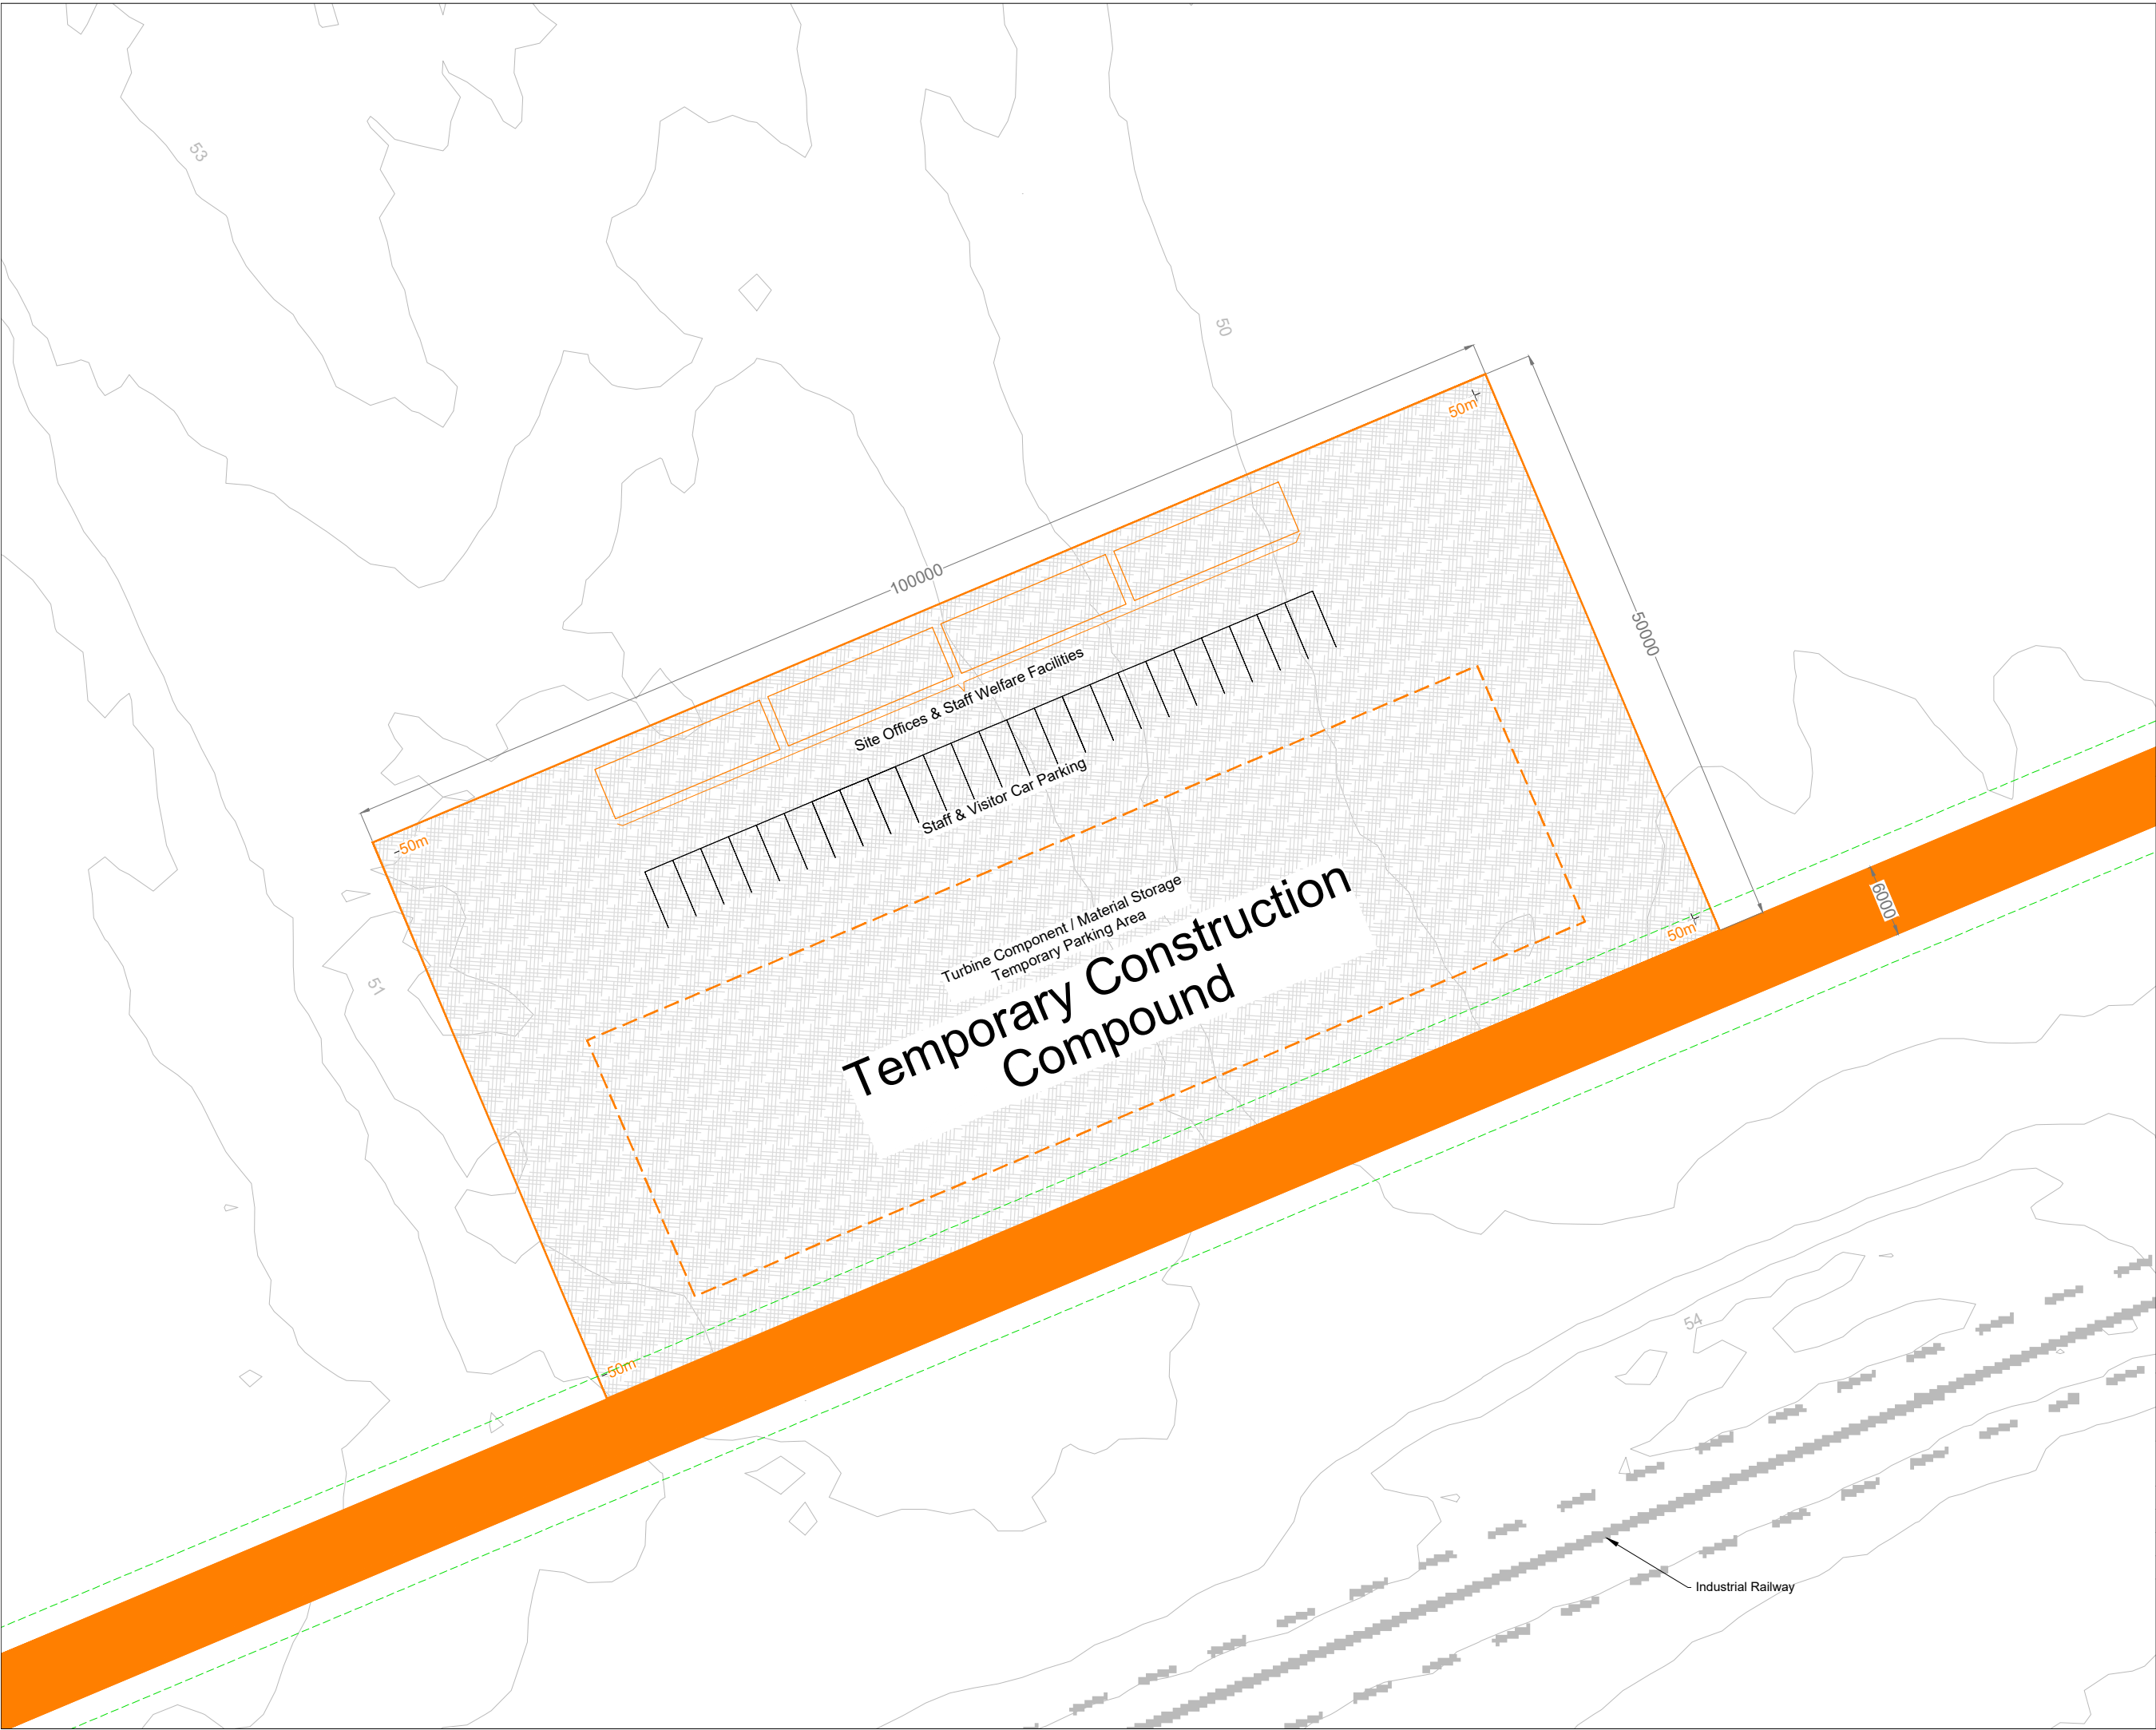 53
50
50m
100000
50000
Site Offices & Staff Welfare Facilities
Staff & Visitor Car Parking
50m
6000
Turbine Component / Material Storage
Temporary Parking Area
50m
Temporary Construction
Compound
51
54
50m
Industrial Railway